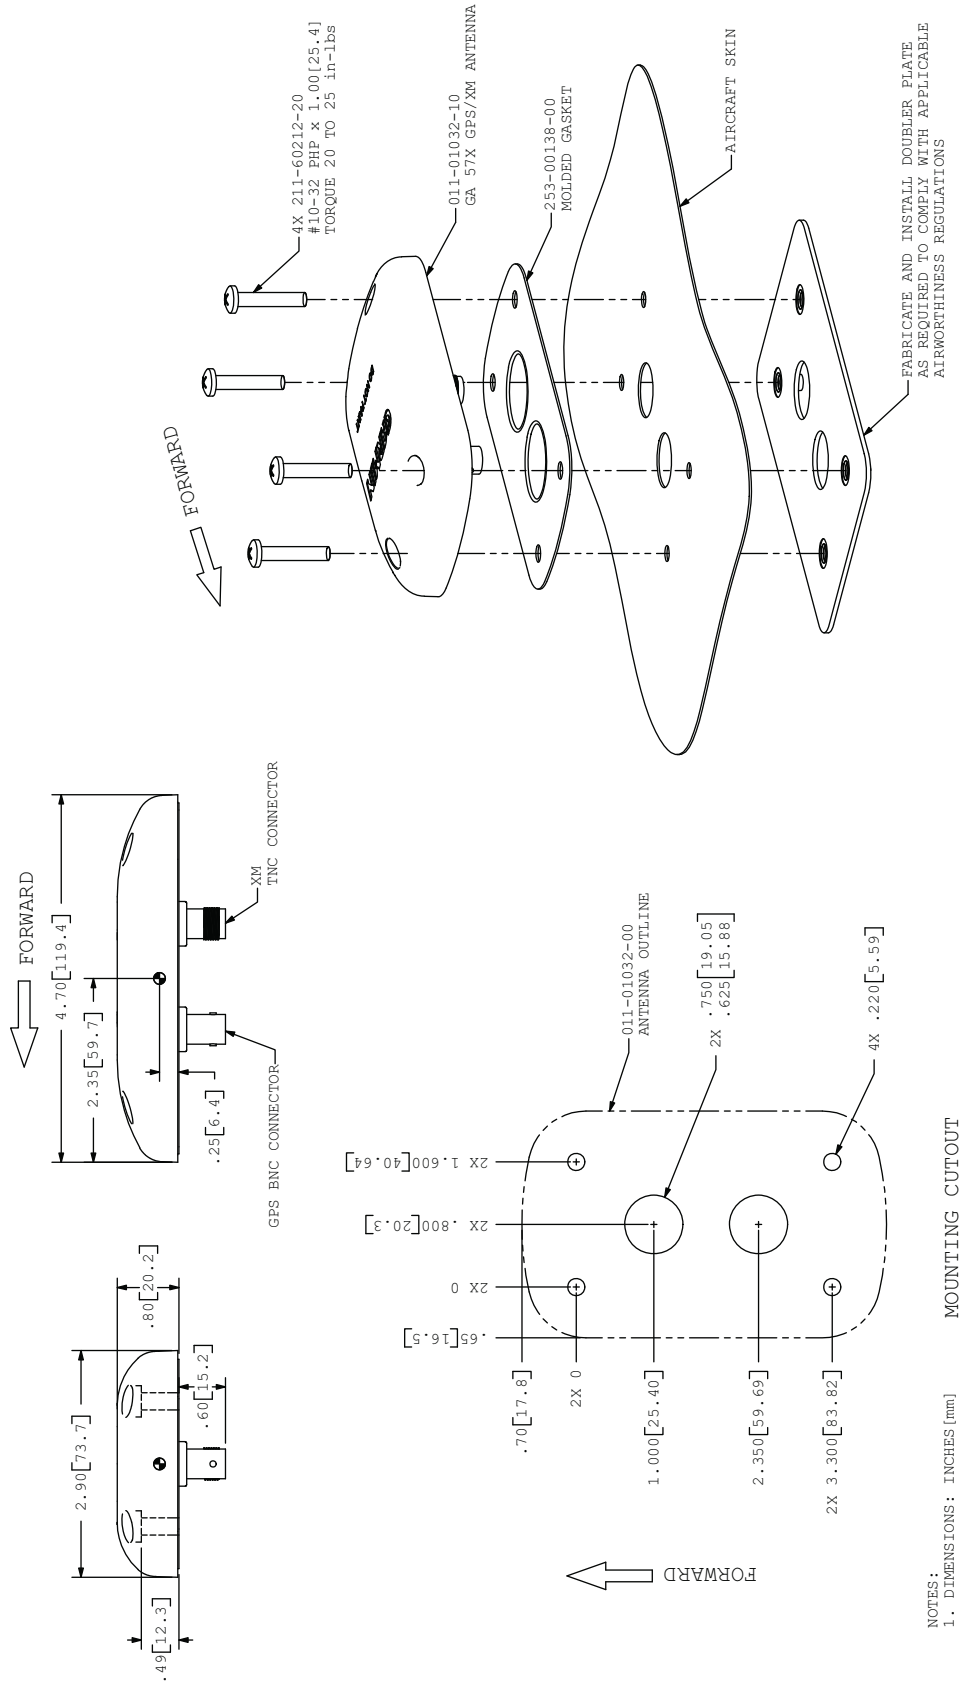 .49[12.3]
2.90[73.7]
.60[15.2]
.80[20.2]
FORWARD
4.70[119.4]
2.35[59.7]
.25[6.4]
GPS BNC CONNECTOR
XM
TNC CONNECTOR
FORWARD
4X 211-60212-20
#10-32 PHP x 1.00[25.4]
TORQUE 20 TO 25 in-lbs
011-01032-10
GA 57X GPS/XM ANTENNA
253-00138-00
MOLDED GASKET
AIRCRAFT SKIN
FABRICATE AND INSTALL DOUBLER PLATE
AS REQUIRED TO COMPLY WITH APPLICABLE
AIRWORTHINESS REGULATIONS
FORWARD
.65[16.5]
2X 0
2X .800[20.3]
2X 1.600[40.64]
.70[17.8]
2X 0
1.000[25.40]
2.350[59.69]
2X 3.300[83.82]
011-01032-00
ANTENNA OUTLINE
2X .750[19.05]
.625[15.88]
4X .220[5.59]
MOUNTING CUTOUT
NOTES:
1. DIMENSIONS: INCHES[mm]